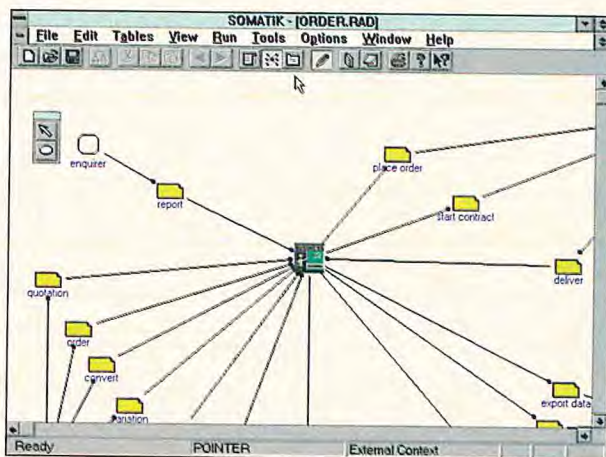 SOMATIK - [ORDER.RAD]
File Edit Tables View Run Tools Options Window Help
enquirer
report
place order
start contract
deliver
quotation
order
convert
export data
Ready POINTER External Context